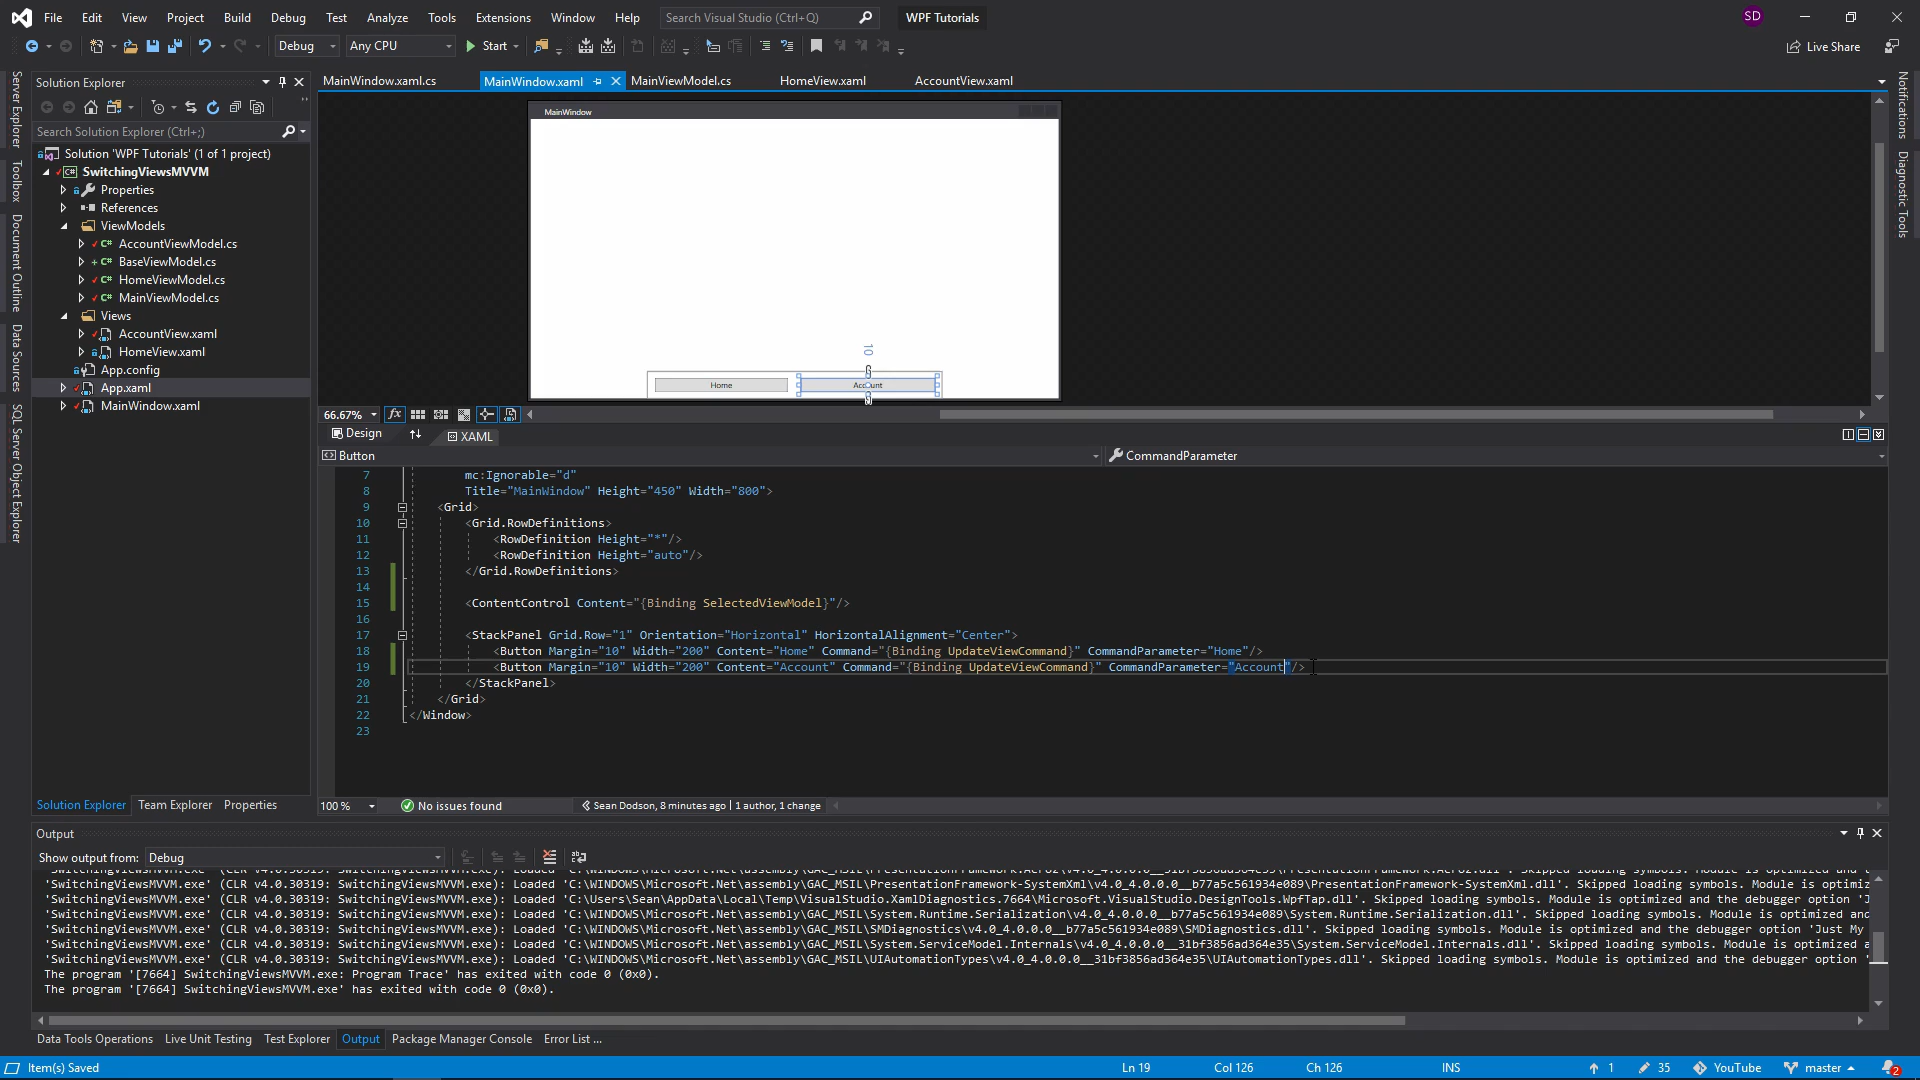 File Edit View Project Build Debug Test Analyze Tools Extensions Window Help Search Visual Studio (Ctrl+Q) WPF Tutorials SD
Debug Any CPU Start Live Share
Server Explorer
Toolbox
Document Outline
Data Sources
SQL Server Object Explorer
Solution Explorer
Search Solution Explorer (Ctrl+;)
Solution 'WPF Tutorials' (1 of 1 project)
SwitchingViewsMVVM
Properties
References
ViewModels
AccountViewModel.cs
BaseViewModel.cs
HomeViewModel.cs
MainViewModel.cs
Views
AccountView.xaml
HomeView.xaml
App.config
App.xaml
MainWindow.xaml
Solution Explorer Team Explorer Properties
MainWindow.xaml.cs MainWindow.xaml MainViewModel.cs HomeView.xaml AccountView.xaml
MainWindow
10
Home Account
66.67% fx
Design XAML
Button CommandParameter
7 mc:Ignorable="d"
8 Title="MainWindow" Height="450" Width="800">
9 <Grid>
10 <Grid.RowDefinitions>
11 <RowDefinition Height="*"/>
12 <RowDefinition Height="auto"/>
13 </Grid.RowDefinitions>
14
15 <ContentControl Content="{Binding SelectedViewModel}"/>
16
17 <StackPanel Grid.Row="1" Orientation="Horizontal" HorizontalAlignment="Center">
18 <Button Margin="10" Width="200" Content="Home" Command="{Binding UpdateViewCommand}" CommandParameter="Home"/>
19 <Button Margin="10" Width="200" Content="Account" Command="{Binding UpdateViewCommand}" CommandParameter="Account"/>
20 </StackPanel>
21 </Grid>
22 </Window>
23
100 % No issues found Sean Dodson, 8 minutes ago | 1 author, 1 change
Notifications
Diagnostic Tools
Output
Show output from: Debug
'SwitchingViewsMVVM.exe' (CLR v4.0.30319: SwitchingViewsMVVM.exe): Loaded 'C:\WINDOWS\Microsoft.Net\assembly\GAC_MSIL\PresentationFramework-SystemXml\v4.0_4.0.0.0__b77a5c561934e089\PresentationFramework-SystemXml.dll'. Skipped loading symbols. Module is optimiz
'SwitchingViewsMVVM.exe' (CLR v4.0.30319: SwitchingViewsMVVM.exe): Loaded 'C:\Users\Sean\AppData\Local\Temp\VisualStudio.XamlDiagnostics.7664\Microsoft.VisualStudio.DesignTools.WpfTap.dll'. Skipped loading symbols. Module is optimized and the debugger option 'J
'SwitchingViewsMVVM.exe' (CLR v4.0.30319: SwitchingViewsMVVM.exe): Loaded 'C:\WINDOWS\Microsoft.Net\assembly\GAC_MSIL\System.Runtime.Serialization\v4.0_4.0.0.0__b77a5c561934e089\System.Runtime.Serialization.dll'. Skipped loading symbols. Module is optimized and
'SwitchingViewsMVVM.exe' (CLR v4.0.30319: SwitchingViewsMVVM.exe): Loaded 'C:\WINDOWS\Microsoft.Net\assembly\GAC_MSIL\SMDiagnostics\v4.0_4.0.0.0__b77a5c561934e089\SMDiagnostics.dll'. Skipped loading symbols. Module is optimized and the debugger option 'Just My
'SwitchingViewsMVVM.exe' (CLR v4.0.30319: SwitchingViewsMVVM.exe): Loaded 'C:\WINDOWS\Microsoft.Net\assembly\GAC_MSIL\System.ServiceModel.Internals\v4.0_4.0.0.0__31bf3856ad364e35\System.ServiceModel.Internals.dll'. Skipped loading symbols. Module is optimized a
'SwitchingViewsMVVM.exe' (CLR v4.0.30319: SwitchingViewsMVVM.exe): Loaded 'C:\WINDOWS\Microsoft.Net\assembly\GAC_MSIL\UIAutomationTypes\v4.0_4.0.0.0__31bf3856ad364e35\UIAutomationTypes.dll'. Skipped loading symbols. Module is optimized and the debugger option '
The program '[7664] SwitchingViewsMVVM.exe: Program Trace' has exited with code 0 (0x0).
The program '[7664] SwitchingViewsMVVM.exe' has exited with code 0 (0x0).
Data Tools Operations Live Unit Testing Test Explorer Output Package Manager Console Error List ...
Item(s) Saved Ln 19 Col 126 Ch 126 INS 1 35 YouTube master 2